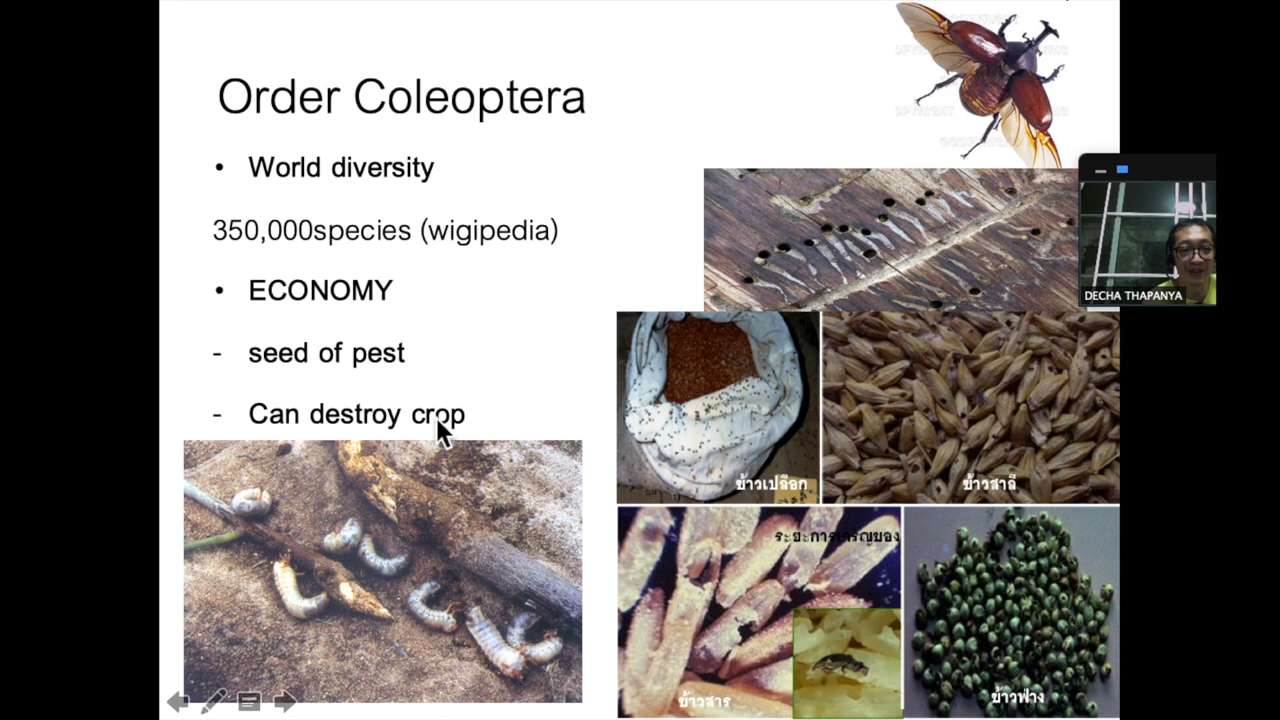 Order Coleoptera
• World diversity
350,000species (wigipedia)
• ECONOMY
- seed of pest
- Can destroy crop
DECHA THAPANYA
ข้าวเปลือก
ข้าวสาลี
ข้าวสาร
ข้าวฟ่าง